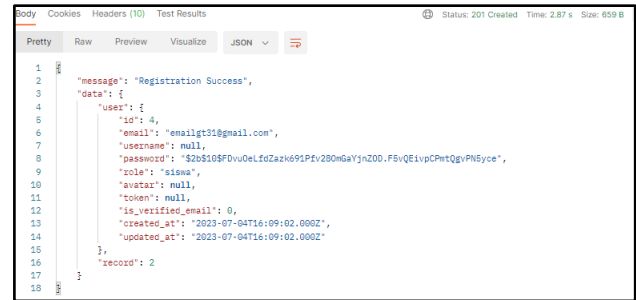 Body Cookies Headers (10) Test Results Status: 201 Created Time: 2.87 s Size: 659 B
Pretty Raw Preview Visualize JSON
1 {
2 "message": "Registration Success",
3 "data": {
4 "user": {
5 "id": 4,
6 "email": "emailgt31@gmail.com",
7 "username": null,
8 "password": "$2b$10$FDvuOeLfdZazk691Pfv28OmGaYjnZOD.F5vQEivpCPmtQgvPN5yce",
9 "role": "siswa",
10 "avatar": null,
11 "token": null,
12 "is_verified_email": 0,
13 "created_at": "2023-07-04T16:09:02.000Z",
14 "updated_at": "2023-07-04T16:09:02.000Z"
15 },
16 "record": 2
17 }
18 }